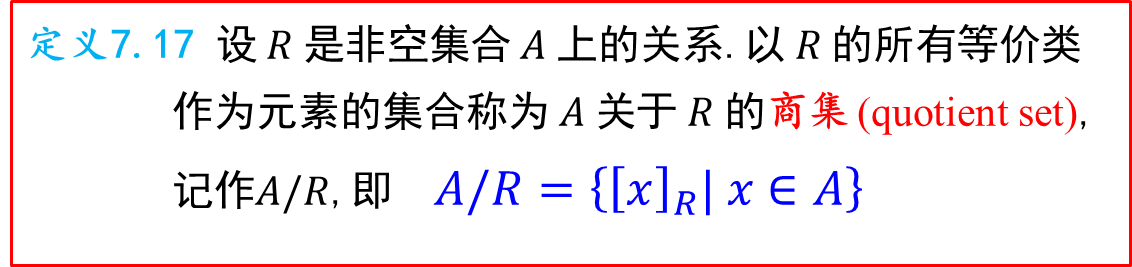 定义7.17 设 R 是非空集合 A 上的关系. 以 R 的所有等价类
作为元素的集合称为 A 关于 R 的商集 (quotient set),
记作A/R, 即 A/R = {[x]_R| x ∈ A}